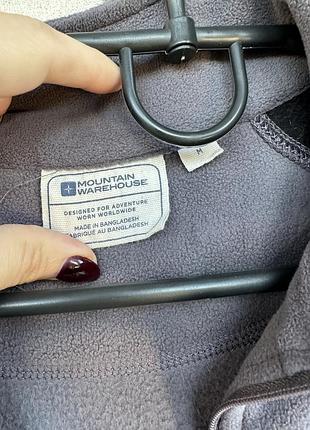 MOUNTAIN
WAREHOUSE
DESIGNED FOR ADVENTURE
WORN WORLDWIDE
MADE IN BANGLADESH
FABRIQUÉ AU BANGLADESH
M